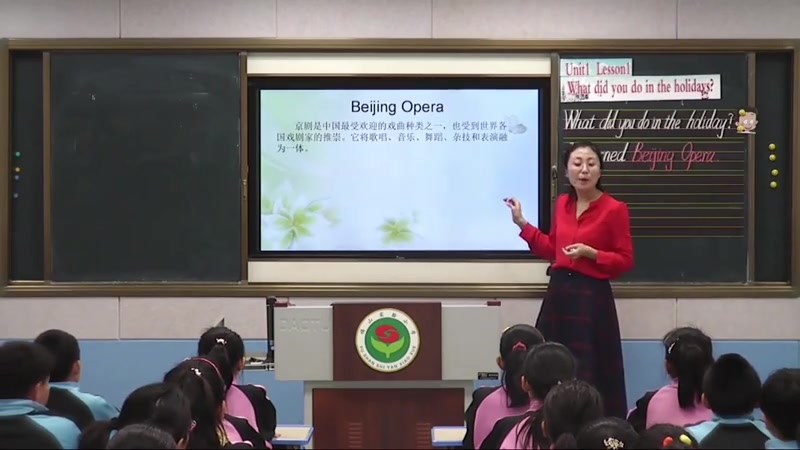 Beijing Opera
京剧是中国最受欢迎的戏曲种类之一，也受到世界各
国戏剧家的推崇。它将歌唱、音乐、舞蹈、杂技和表演融
为一体。
Unit1 Lesson1
What did you do in the holidays?
What did you do in the holiday?
Beijing Opera.